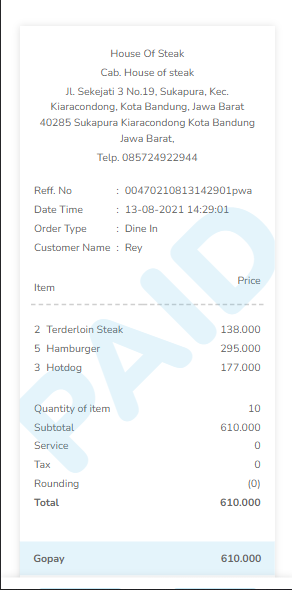 House Of Steak
Cab. House of steak
Jl. Sekejati 3 No.19, Sukapura, Kec.
Kiaracondong, Kota Bandung, Jawa Barat
40285 Sukapura Kiaracondong Kota Bandung
Jawa Barat,
Telp. 085724922944
Reff. No : 00470210813142901pwa
Date Time : 13-08-2021 14:29:01
Order Type : Dine In
Customer Name : Rey
Item Price
2 Terderloin Steak 138.000
5 Hamburger 295.000
3 Hotdog 177.000
Quantity of item 10
Subtotal 610.000
Service 0
Tax 0
Rounding (0)
Total 610.000
Gopay 610.000
PAID